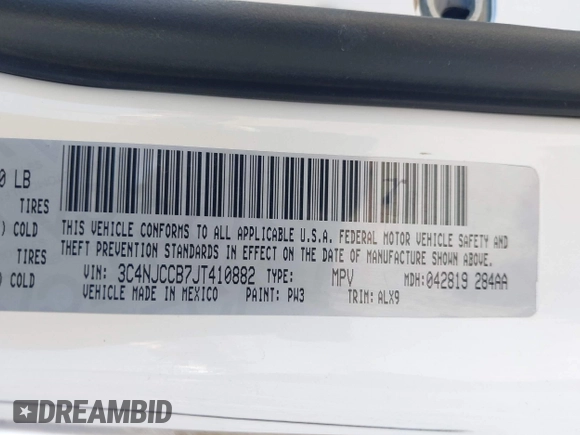 0 LB
TIRES
) COLD
TIRES
) COLD
THIS VEHICLE CONFORMS TO ALL APPLICABLE U.S.A. FEDERAL MOTOR VEHICLE SAFETY AND
THEFT PREVENTION STANDARDS IN EFFECT ON THE DATE OF MANUFACTURE SHOWN ABOVE.
VIN: 3C4NJCCB7JT410882 TYPE: MPV MDH:042819 284AA
VEHICLE MADE IN MEXICO PAINT: PW3 TRIM: ALX9
DREAMBID